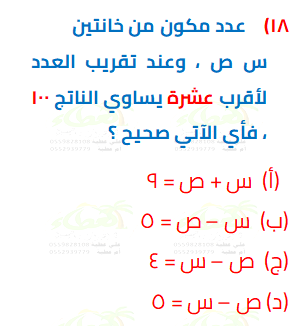 ١٨) عدد مكون من خانتين
س ص ، وعند تقريب العدد
لأقرب عشرة يساوي الناتج ١٠٠
، فأي الآتي صحيح ؟
(أ) س + ص = ٩
(ب) س – ص = ٥
(ج) ص – س = ٤
(د) ص – س = ٥